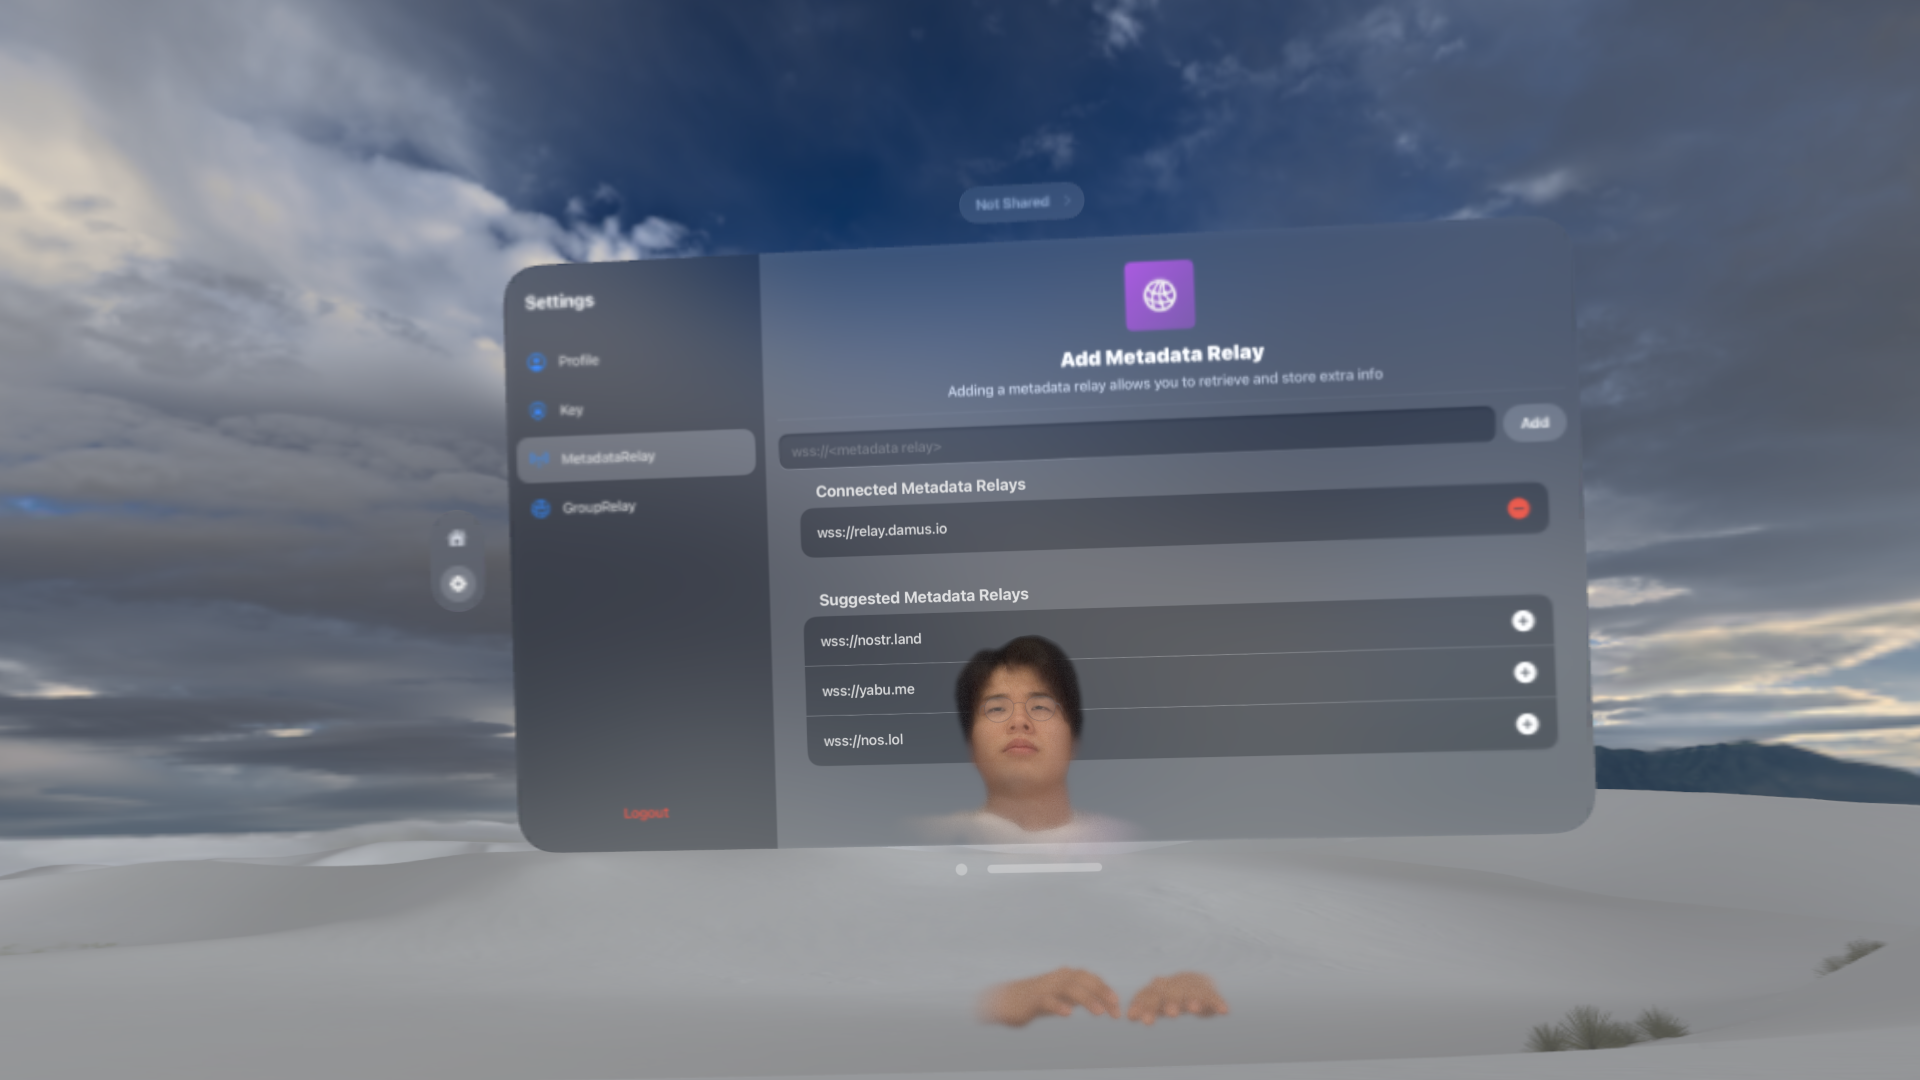 Not Shared
Settings
Profile
Key
MetadataRelay
GroupRelay
Logout
Add Metadata Relay
Adding a metadata relay allows you to retrieve and store extra info
wss://<metadata relay>
Add
Connected Metadata Relays
wss://relay.damus.io
Suggested Metadata Relays
wss://nostr.land
wss://yabu.me
wss://nos.lol